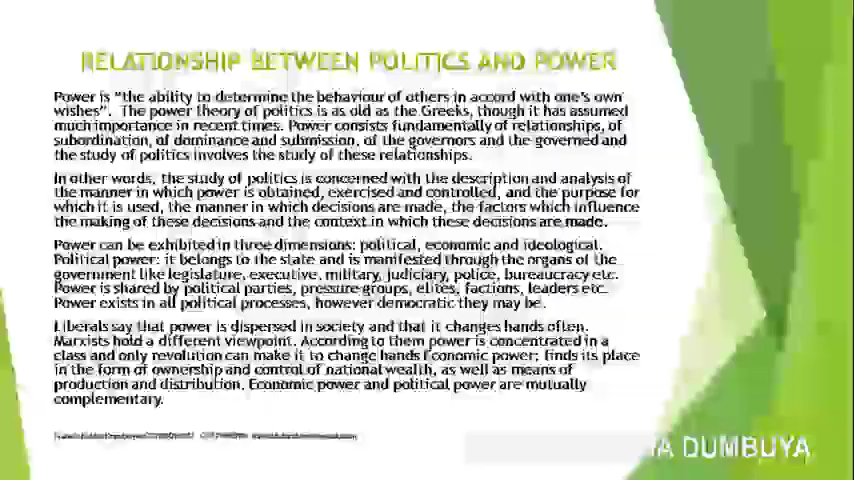 RELATIONSHIP BETWEEN POLITICS AND POWER
Power is "the ability to determine the behaviour of others in accord with one's own
wishes". The power theory of politics is as old as the Greeks, though it has assumed
much importance in recent times. Power consists fundamentally of relationships, of
subordination, of dominance and submission, of the governors and the governed and
the study of politics involves the study of these relationships.
In other words, the study of politics is concerned with the description and analysis of
the manner in which power is obtained, exercised and controlled, and the purpose for
which it is used, the manner in which decisions are made, the factors which influence
the making of these decisions and the context in which these decisions are made.
Power can be exhibited in three dimensions: political, economic and ideological.
Political power: it belongs to the state and is manifested through the organs of the
government like legislature, executive, military, judiciary, police, bureaucracy etc.
Power is shared by political parties, pressure groups, elites, factions, leaders etc.
Power exists in all political processes, however democratic they may be.
Liberals say that power is dispersed in society and that it changes hands often.
Marxists hold a different viewpoint. According to them power is concentrated in a
class and only revolution can make it to change hands Economic power: finds its place
in the form of ownership and control of national wealth, as well as means of
production and distribution. Economic power and political power are mutually
complementary.
DUMBUYA